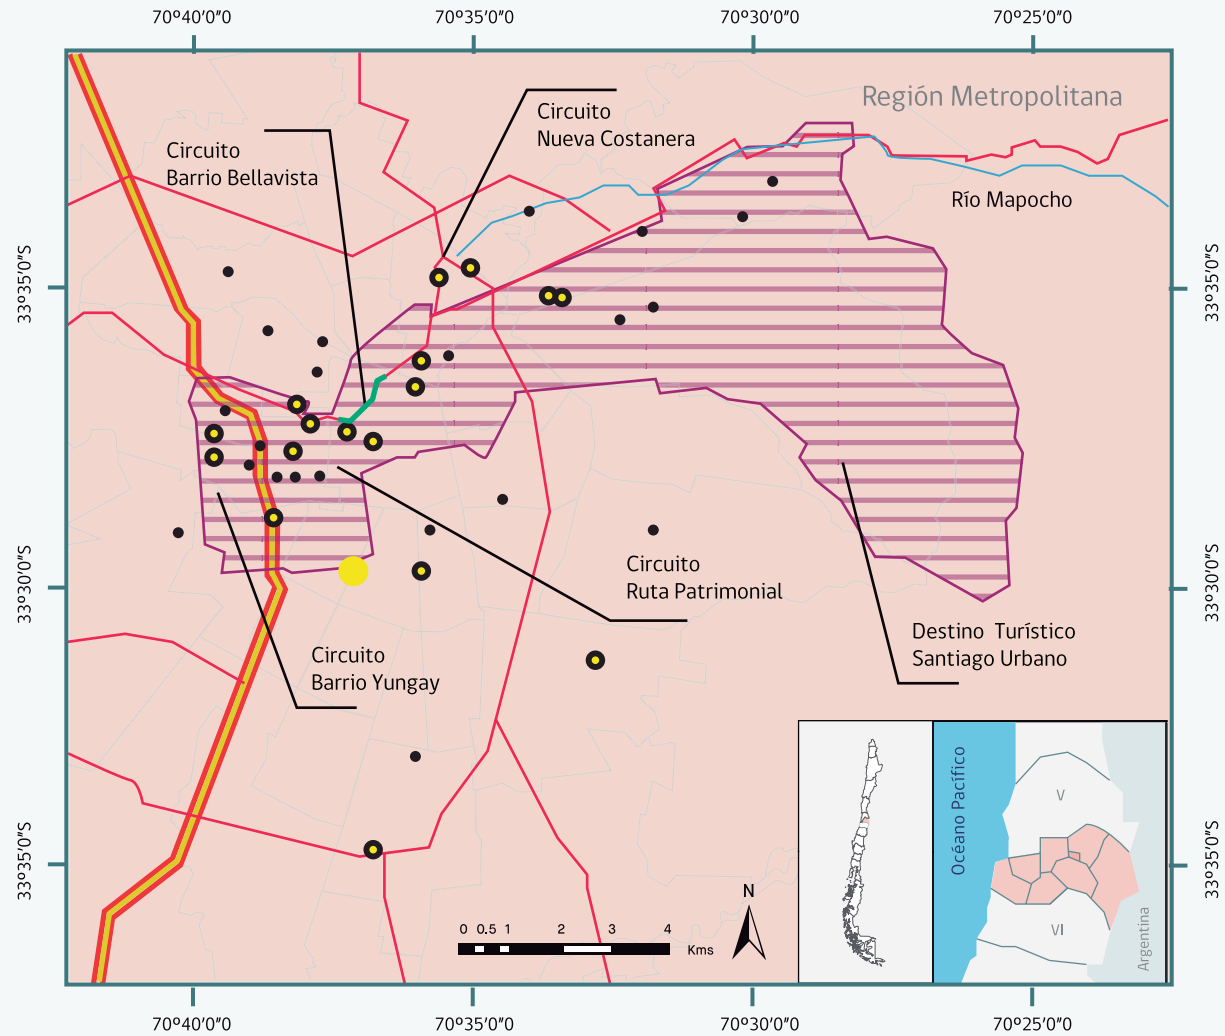 70°40'0"O
70°35'0"O
70°30'0"O
70°25'0"O
Región Metropolitana
Circuito
Nueva Costanera
Circuito
Barrio Bellavista
Río Mapocho
33°35'0"S
33°35'0"S
Circuito
Ruta Patrimonial
33°30'0"S
33°30'0"S
Destino Turístico
Santiago Urbano
Circuito
Barrio Yungay
Océano Pacífico
V
VI
Argentina
33°35'0"S
33°35'0"S
N
0 0.5 1 2 3 4
Kms
70°40'0"O
70°35'0"O
70°30'0"O
70°25'0"O